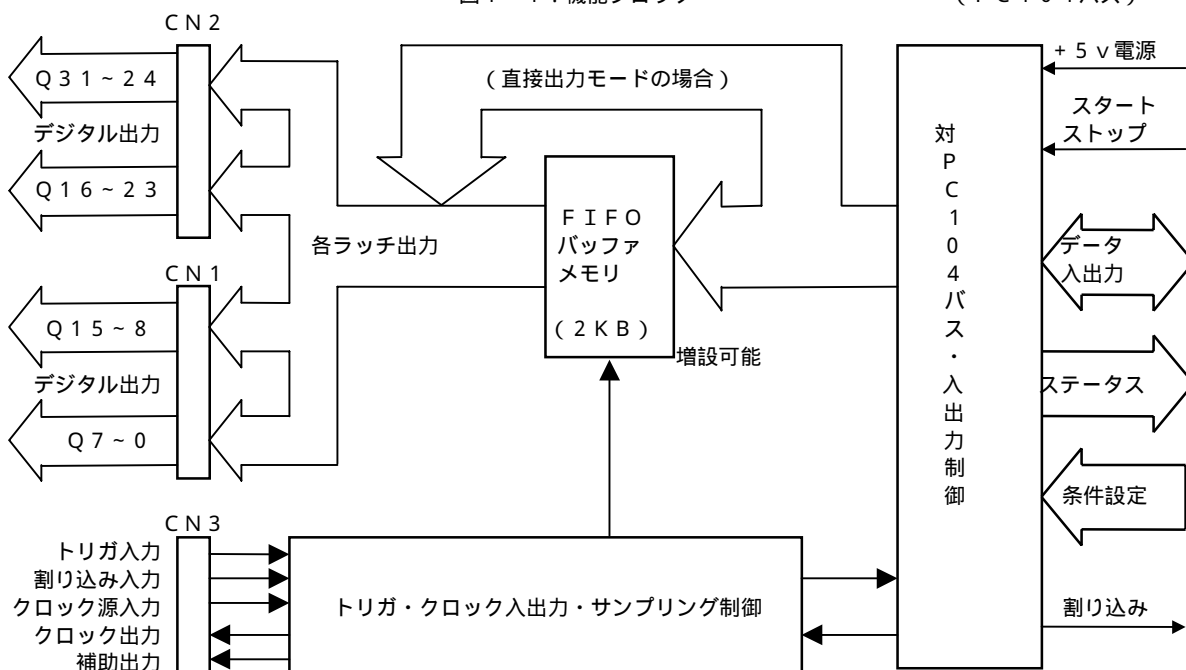 CN2
Q31~24
デジタル出力
Q16~23
CN1
Q15~8
デジタル出力
Q7~0
CN3
トリガ入力
割り込み入力
クロック源入力
クロック出力
補助出力
(直接出力モードの場合)
各ラッチ出力
FIFO
バッファ
メモリ
(2KB)
増設可能
トリガ・クロック入出力・サンプリング制御
対PC104バス・入出力制御
+5v電源
スタート
ストップ
データ
入出力
ステータス
条件設定
割り込み